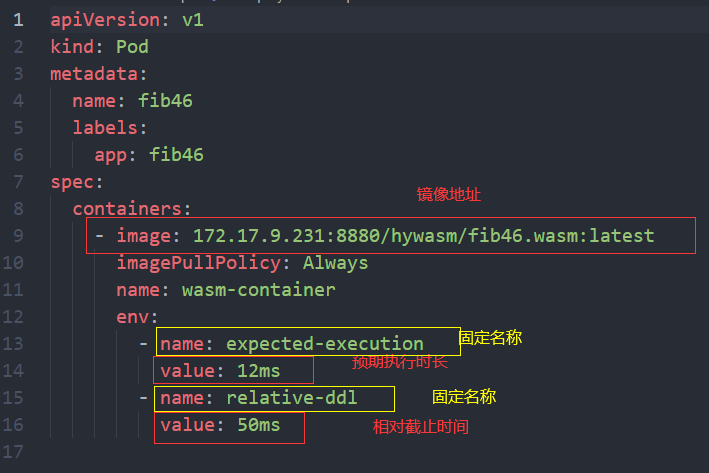 1 apiVersion: v1
2 kind: Pod
3 metadata:
4   name: fib46
5   labels:
6     app: fib46
7 spec:
镜像地址
8   containers:
9     - image: 172.17.9.231:8880/hywasm/fib46.wasm:latest
10       imagePullPolicy: Always
11       name: wasm-container
12       env:
13         - name: expected-execution 固定名称
预期执行时长
14           value: 12ms
15         - name: relative-ddl 固定名称
16           value: 50ms 相对截止时间
17